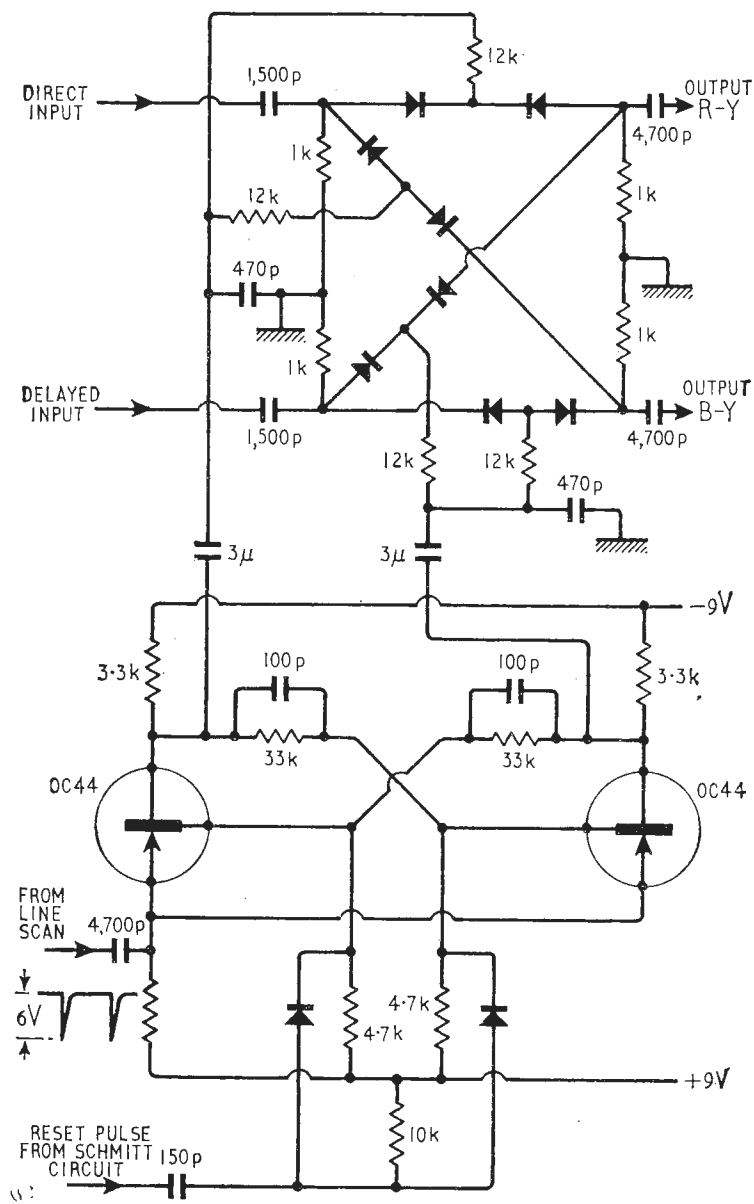 12k
DIRECT
INPUT
1,500p
OUTPUT
R-Y
4,700p
1k
1k
12k
470p
1k
1k
DELAYED
INPUT
1,500p
OUTPUT
B-Y
4,700p
12k
12k
470p
3μ
3μ
-9V
3·3k
100p
100p
3·3k
33k
33k
OC44
OC44
FROM
LINE
SCAN
4,700p
6V
4·7k
4·7k
+9V
10k
RESET PULSE
FROM SCHMITT
CIRCUIT
150p